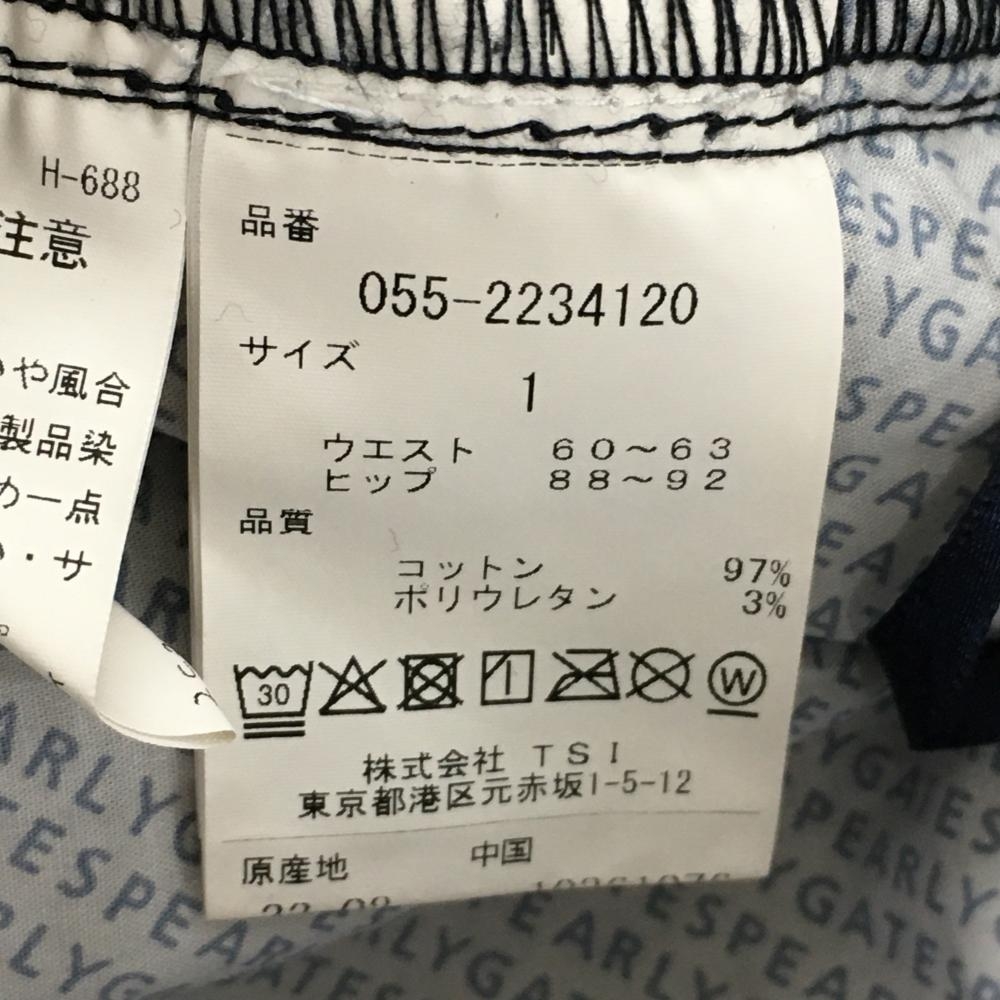 H-688
注意
や風合
製品染
め一点
・サ
品番
055-2234120
サイズ
1
ウエスト 60~63
ヒップ 88~92
品質
コットン 97%
ポリウレタン 3%
30
W
株式会社 TSI
東京都港区元赤坂1-5-12
原産地 中国
PEARLYGATES